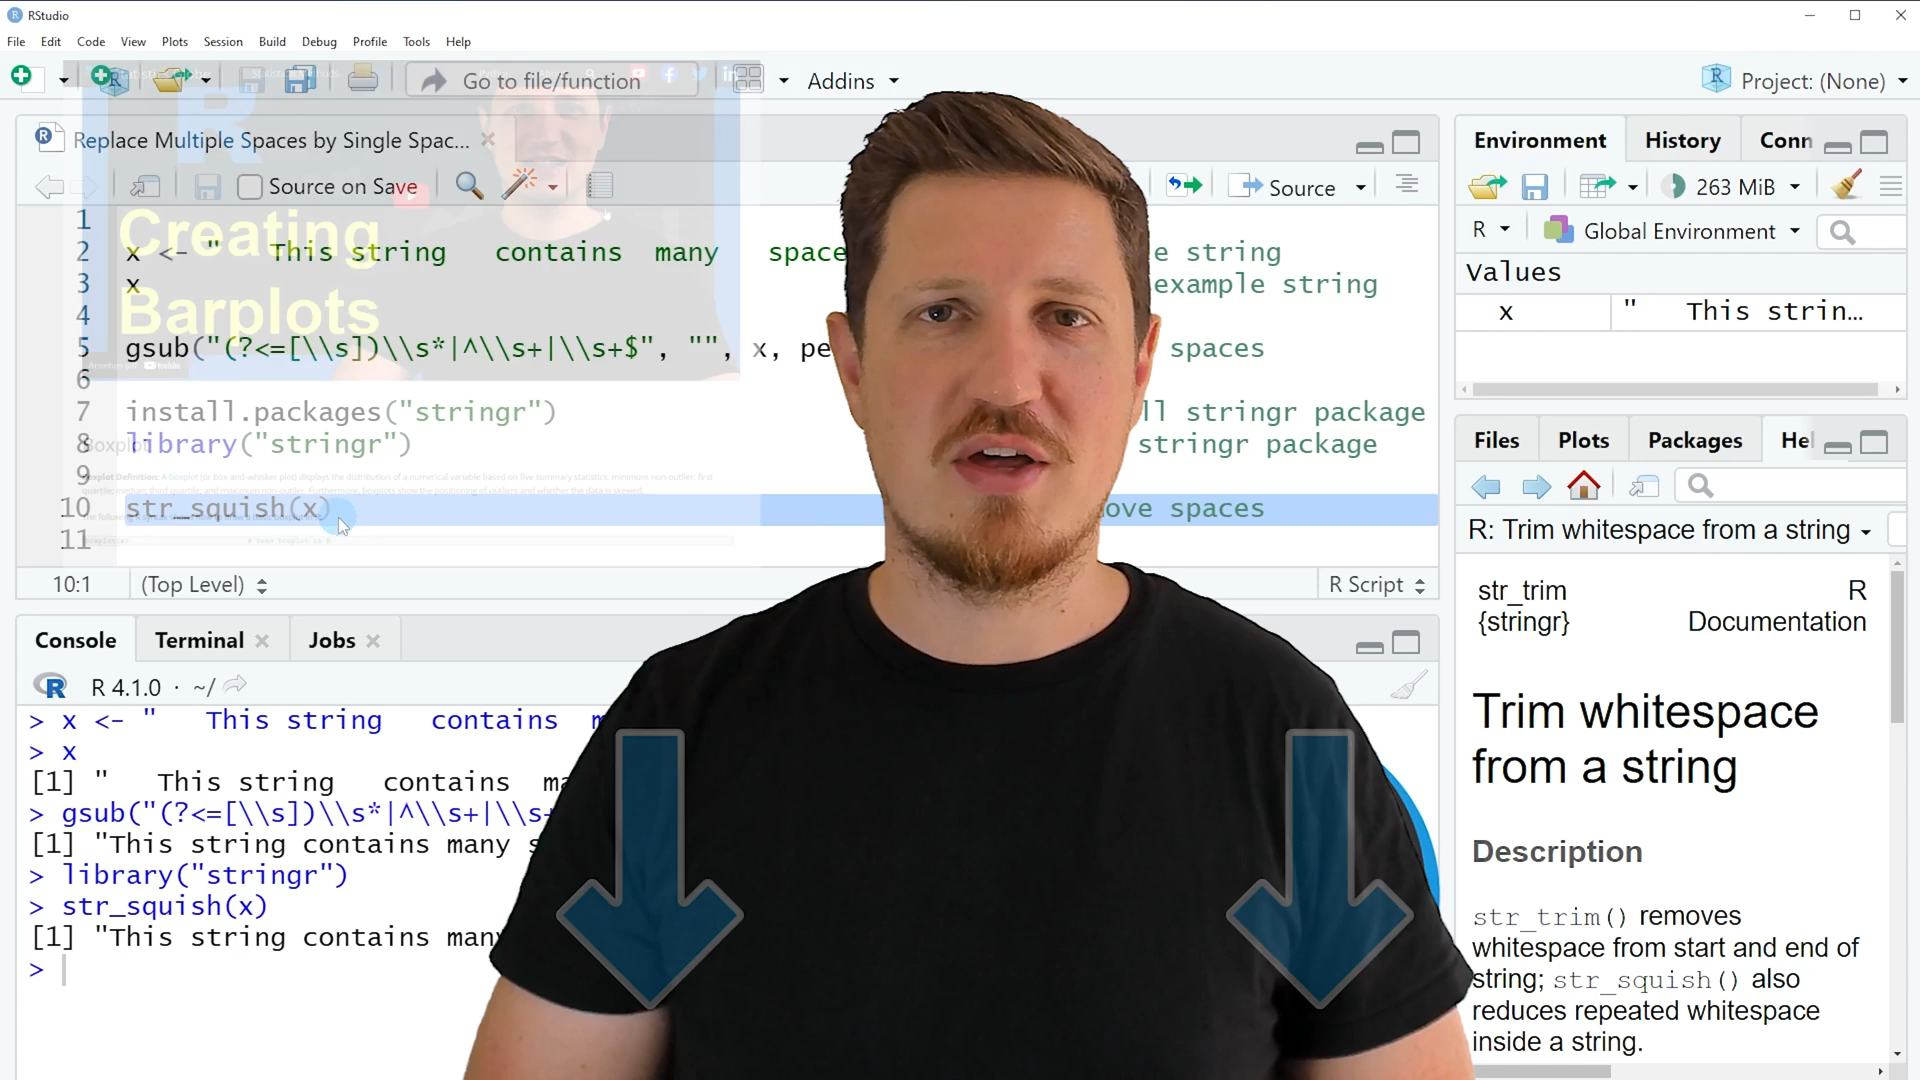 RStudio
File Edit Code View Plots Session Build Debug Profile Tools Help
Go to file/function
Addins
Project: (None)
Replace Multiple Spaces by Single Spac...
Source on Save
Source
Creating
Barplots
1
2 x <- "   This string   contains  many   space e string
3 x example string
4
5 gsub("(?<=[\\s])\\s*|^\\s+|\\s+$", "", x, pe spaces
6
7 install.packages("stringr") ll stringr package
8 library("stringr") stringr package
9
10 str_squish(x) ove spaces
11
10:1 (Top Level) R Script
Console Terminal Jobs
R 4.1.0 · ~/
> x <- "   This string   contains  m
> x
[1] "   This string   contains  ma
> gsub("(?<=[\\s])\\s*|^\\s+|\\s+
[1] "This string contains many s
> library("stringr")
> str_squish(x)
[1] "This string contains many
>
Environment History Conn
263 MiB
R Global Environment
Values
x "   This strin...
Files Plots Packages Hel
R: Trim whitespace from a string
str_trim {stringr} R Documentation
Trim whitespace
from a string
Description
str_trim() removes
whitespace from start and end of
string; str_squish() also
reduces repeated whitespace
inside a string.